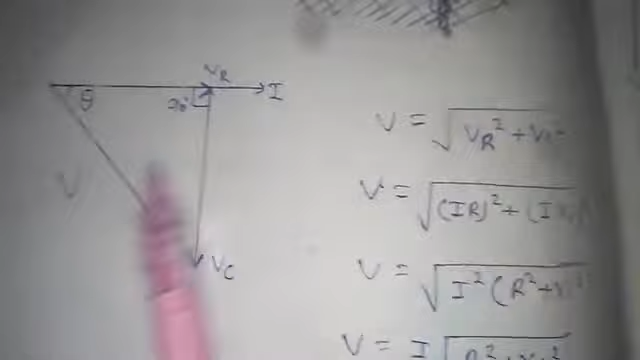 V_R
I
θ
90°
V
V_C
V = √(V_R² + V
V = √((IR)² + (I
V = √(I² (R² +
V = I √(